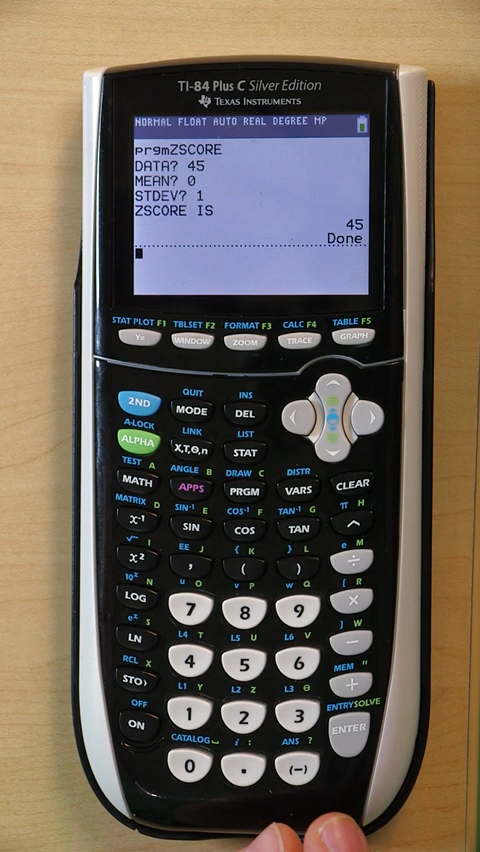 TI-84 Plus C Silver Edition
TEXAS INSTRUMENTS
NORMAL FLOAT AUTO REAL DEGREE MP
prgmZSCORE
DATA? 45
MEAN? 0
STDEV? 1
ZSCORE IS
45
Done
STAT PLOT F1 TBLSET F2 FORMAT F3 CALC F4 TABLE F5
Y= WINDOW ZOOM TRACE GRAPH
QUIT INS
2ND MODE DEL
A-LOCK LINK LIST
ALPHA X,T,Θ,n STAT
TEST A ANGLE B DRAW C DISTR
MATH APPS PRGM VARS CLEAR
MATRIX D SIN⁻¹ E COS⁻¹ F TAN⁻¹ G π H
x⁻¹ SIN COS TAN ^
√ I EE J { K } L e M
x² , ( ) ÷
10ˣ N u O v P w Q [ R
LOG 7 8 9 ×
eˣ S L4 T L5 U L6 V ] W
LN 4 5 6 −
RCL X L1 Y L2 Z L3 Θ MEM "
STO› 1 2 3 +
OFF CATALOG ⎵ i : ANS ? ENTRY SOLVE
ON 0 . (−) ENTER